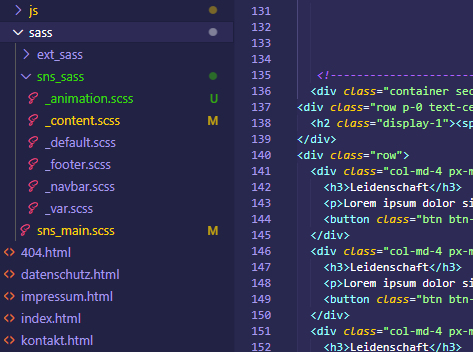 js
sass
ext_sass
sns_sass
_animation.scss U
_content.scss M
_default.scss
_footer.scss
_navbar.scss
_var.scss
sns_main.scss M
404.html
datenschutz.html
impressum.html
index.html
kontakt.html
131
132
133
134
135 <!--------------------
136 <div class="container sec
137 <div class="row p-0 text-ce
138 <h2 class="display-1"><sp
139 </div>
140 <div class="row">
141 <div class="col-md-4 px-m
142 <h3>Leidenschaft</h3>
143 <p>Lorem ipsum dolor si
144 <button class="btn btn-
145 </div>
146 <div class="col-md-4 px-m
147 <h3>Leidenschaft</h3>
148 <p>Lorem ipsum dolor si
149 <button class="btn btn-
150 </div>
151 <div class="col-md-4 px-m
152 <h3>Leidenschaft</h3>